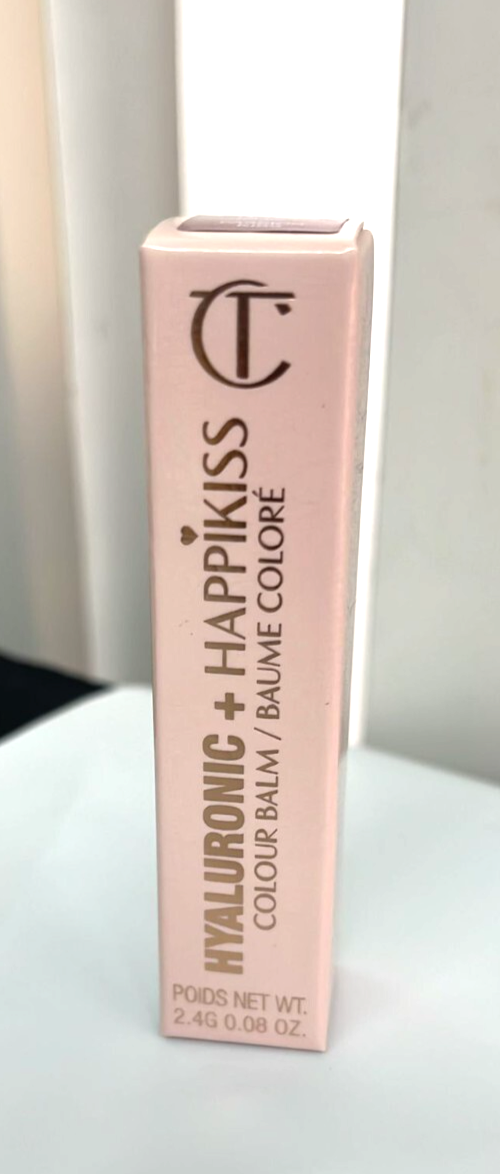 CT
HYALURONIC + HAPPIKISS
COLOUR BALM / BAUME COLORÉ
POIDS NET WT.
2.4G 0.08 OZ.